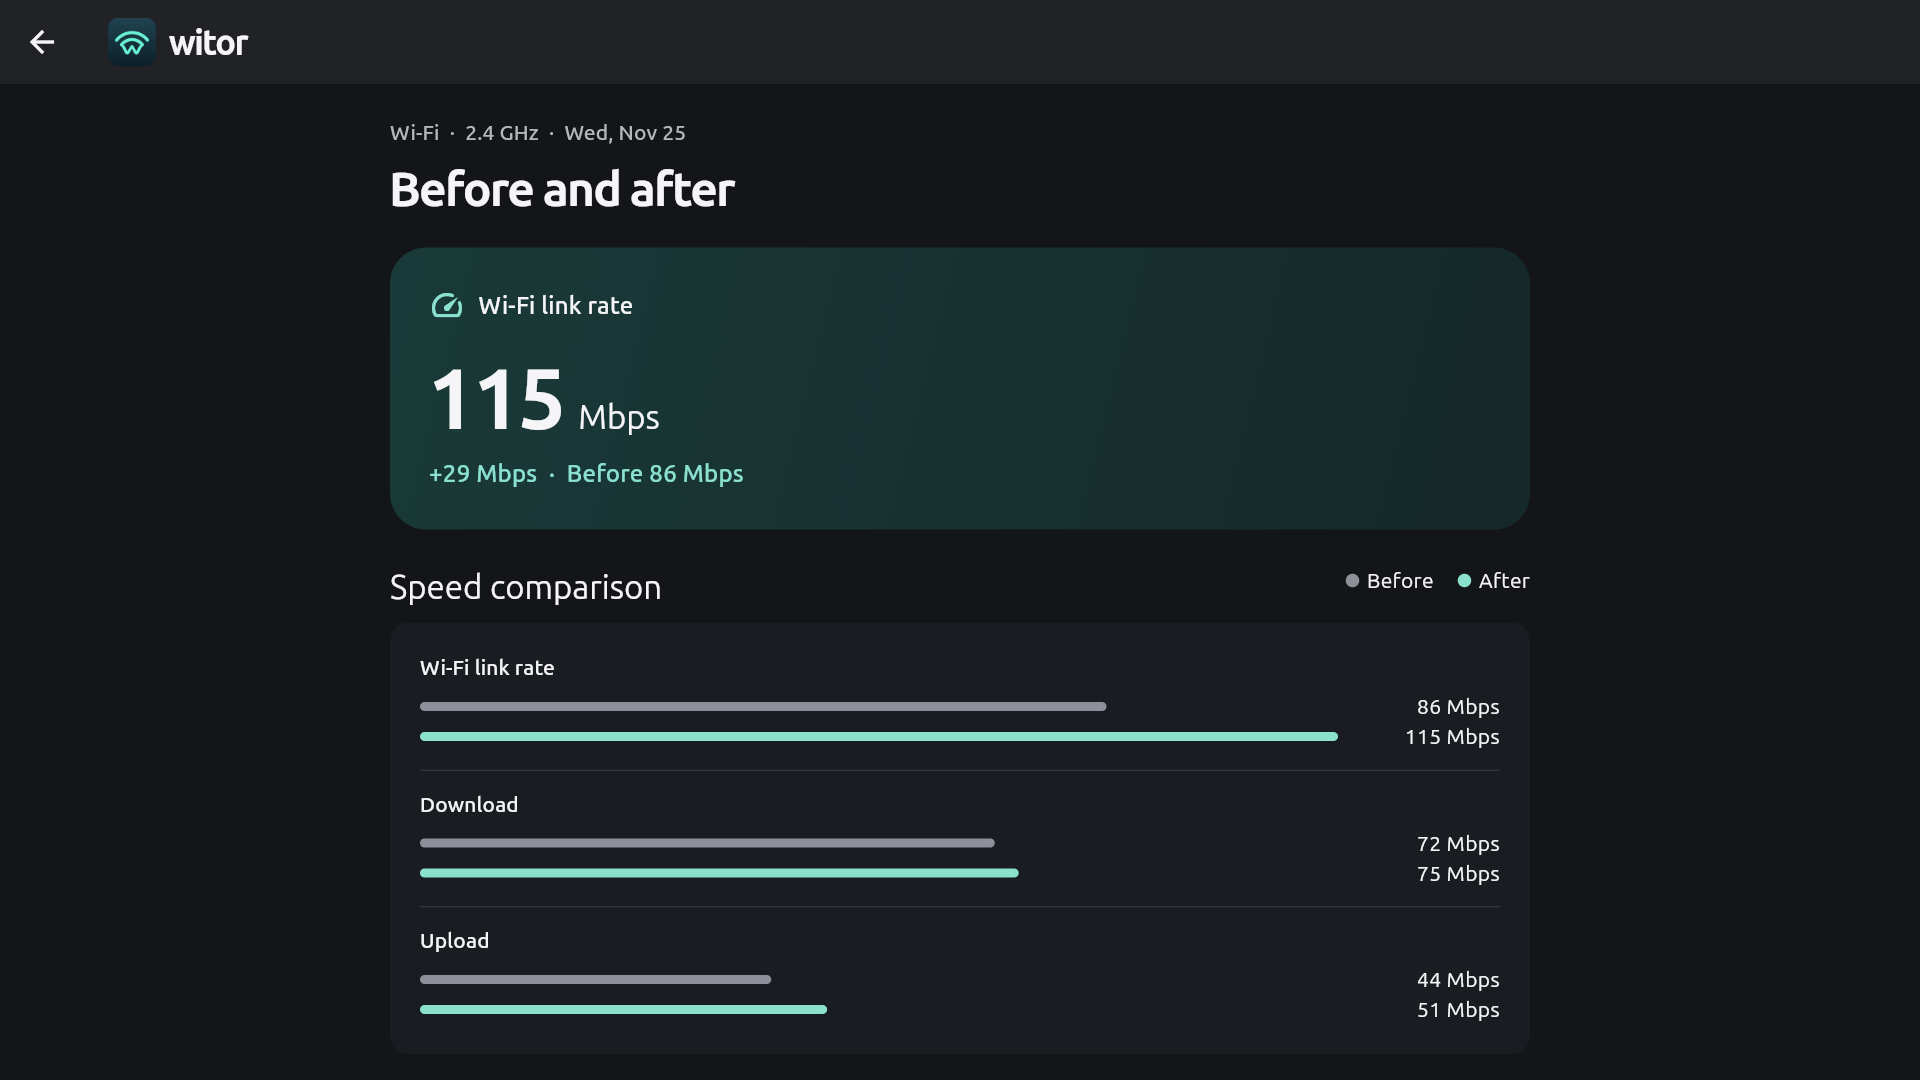 witor
Wi-Fi · 2.4 GHz · Wed, Nov 25
Before and after
Wi-Fi link rate
115 Mbps
+29 Mbps · Before 86 Mbps
Speed comparison
Before After
Wi-Fi link rate
86 Mbps
115 Mbps
Download
72 Mbps
75 Mbps
Upload
44 Mbps
51 Mbps